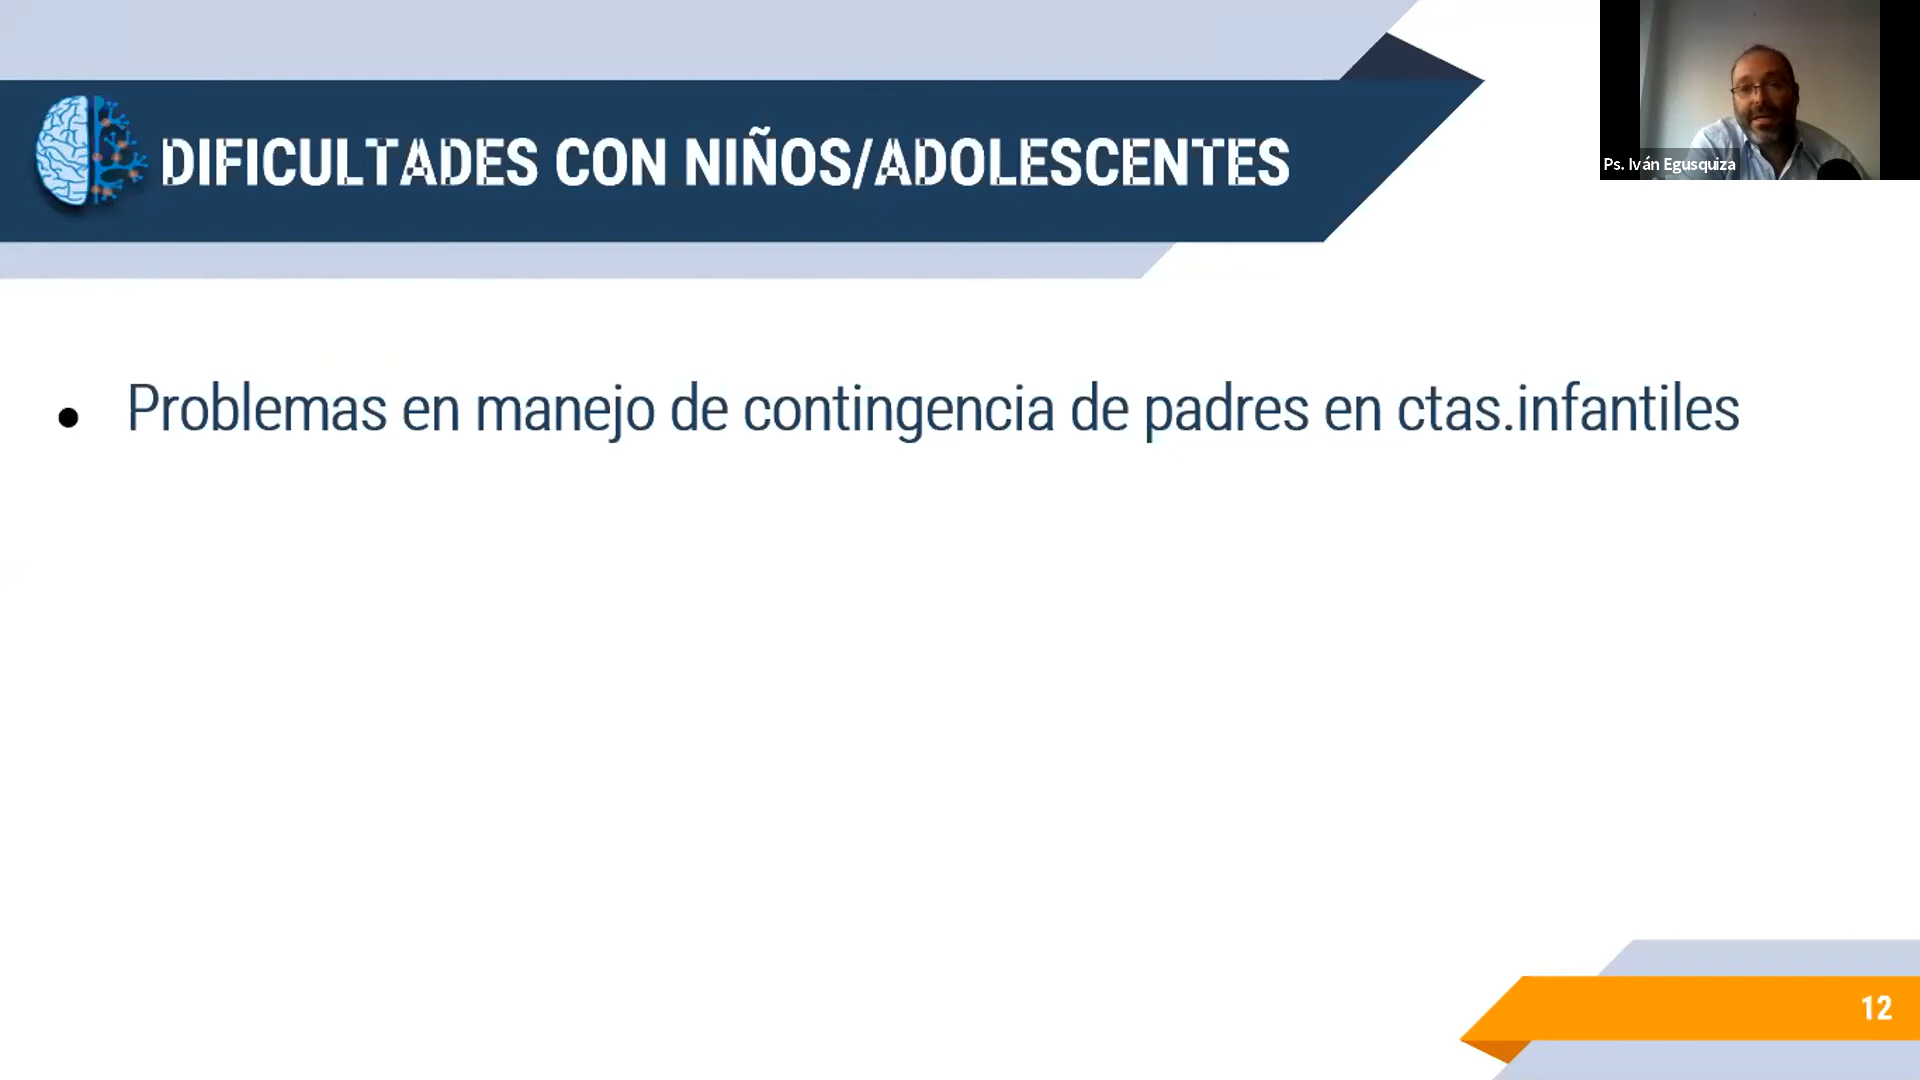 DIFICULTADES CON NIÑOS/ADOLESCENTES
Ps. Iván Egusquiza
• Problemas en manejo de contingencia de padres en ctas.infantiles
12